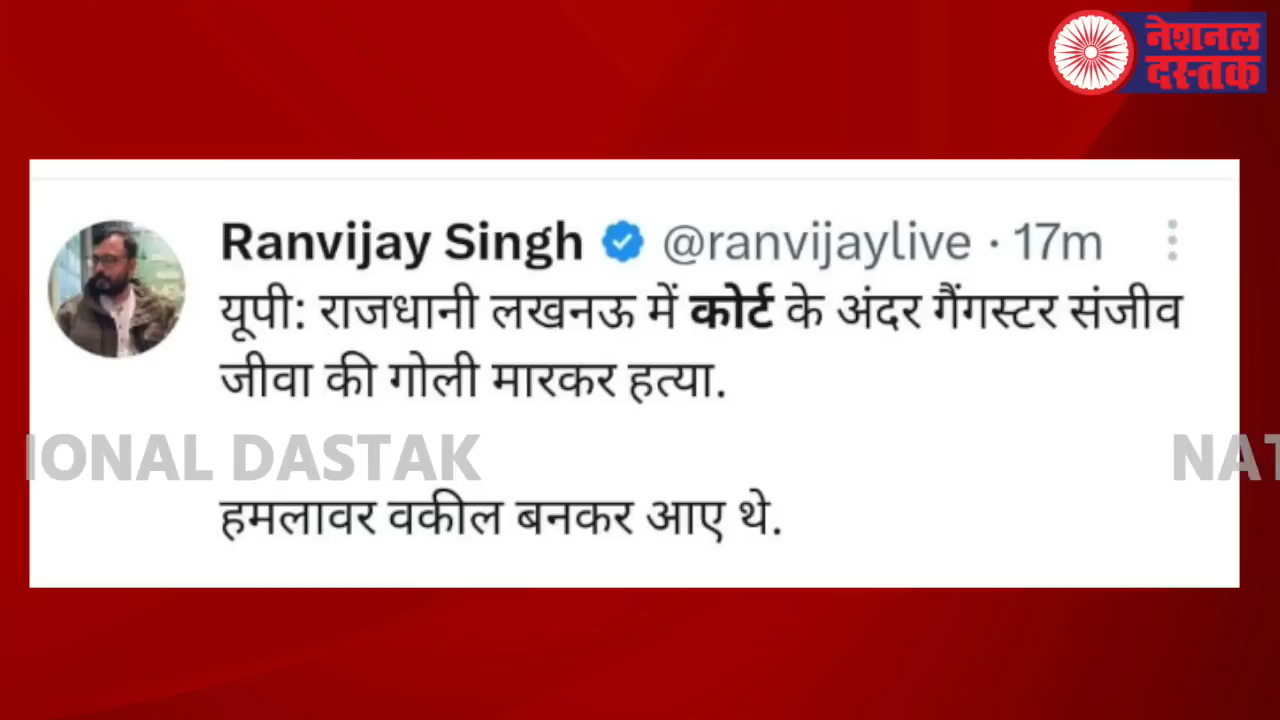 नेशनल
दस्तक
Ranvijay Singh @ranvijaylive · 17m
यूपी: राजधानी लखनऊ में कोर्ट के अंदर गैंगस्टर संजीव
जीवा की गोली मारकर हत्या.
IONAL DASTAK NAT
हमलावर वकील बनकर आए थे.